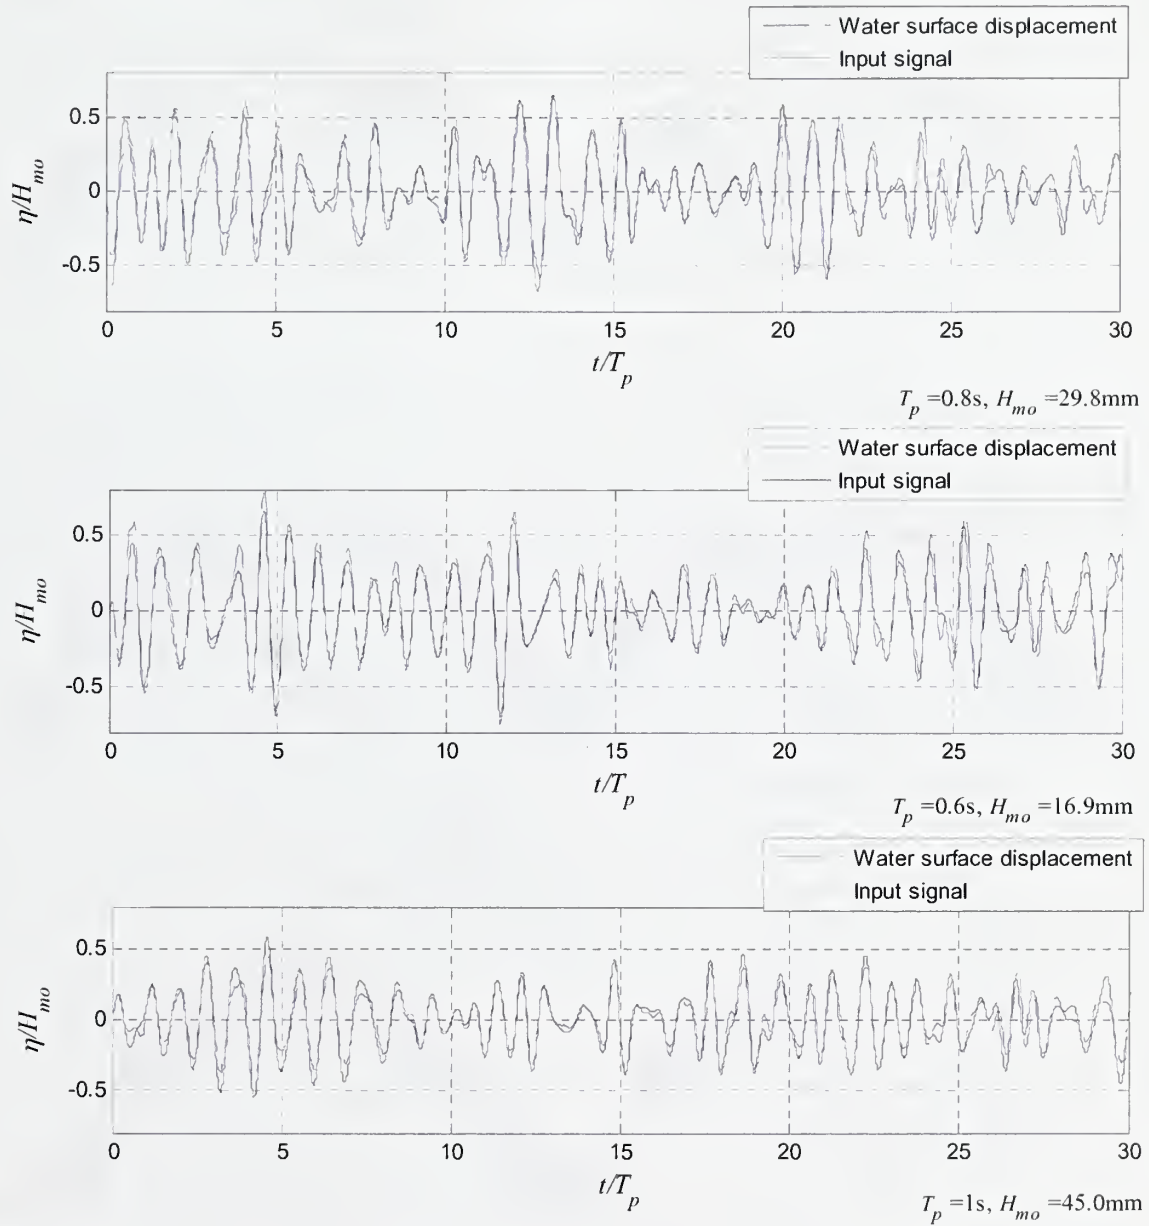 Water surface displacement
Input signal
0.5
0
-0.5
η/H_mo
0 5 10 15 20 25 30
t/T_p
T_p =0.8s, H_mo =29.8mm
Water surface displacement
Input signal
0.5
0
-0.5
η/H_mo
0 5 10 15 20 25 30
t/T_p
T_p =0.6s, H_mo =16.9mm
Water surface displacement
Input signal
0.5
0
-0.5
η/H_mo
0 5 10 15 20 25 30
t/T_p
T_p =1s, H_mo =45.0mm